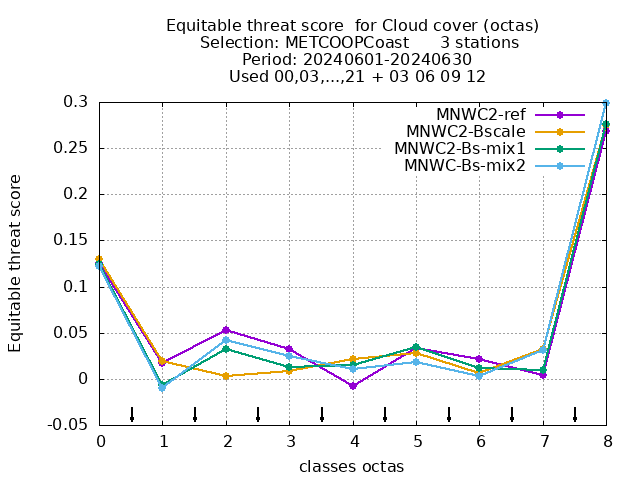 Equitable threat score  for Cloud cover (octas)
Selection: METCOOPCoast      3 stations
Period: 20240601-20240630
Used 00,03,...,21 + 03 06 09 12
MNWC2-ref
MNWC2-Bscale
MNWC2-Bs-mix1
MNWC-Bs-mix2
Equitable threat score
0.3
0.25
0.2
0.15
0.1
0.05
0
-0.05
0 1 2 3 4 5 6 7 8
classes octas